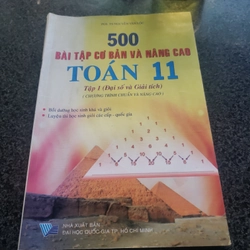 500
BÀI TẬP CƠ BẢN VÀ NÂNG CAO
TOÁN 11
Tập 1 (Đại số và Giải tích)
(CHƯƠNG TRÌNH CHUẨN VÀ NÂNG CAO)
• Bồi dưỡng học sinh khá và giỏi
• Luyện thi học sinh giỏi các cấp - quốc gia
NHÀ XUẤT BẢN
ĐẠI HỌC QUỐC GIA TP. HỒ CHÍ MINH